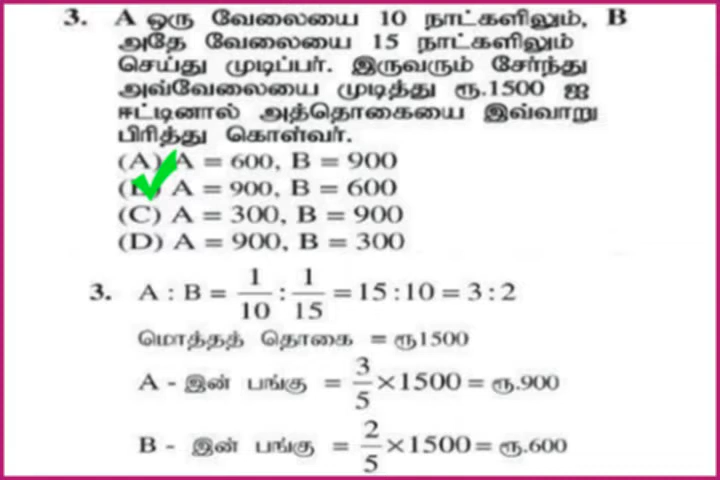 3. A ஒரு வேலையை 10 நாட்களிலும், B
அதே வேலையை 15 நாட்களிலும்
செய்து முடிப்பர். இருவரும் சேர்ந்து
அவ்வேலையை முடித்து ரூ.1500 ஐ
ஈட்டினால் அத்தொகையை இவ்வாறு
பிரித்து கொள்வர்.
(A) A = 600, B = 900
(B) A = 900, B = 600
(C) A = 300, B = 900
(D) A = 900, B = 300
3. A : B = 1/10 : 1/15 = 15 : 10 = 3 : 2
மொத்தத் தொகை = ரூ1500
A - இன் பங்கு = 3/5 × 1500 = ரூ.900
B - இன் பங்கு = 2/5 × 1500 = ரூ.600